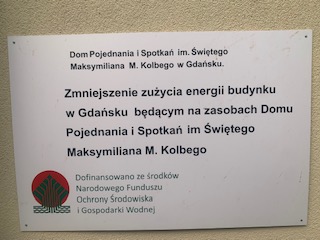 Dom Pojednania i Spotkań im. Świętego
Maksymiliana M. Kolbego w Gdańsku.
Zmniejszenie zużycia energii budynku
w Gdańsku będącym na zasobach Domu
Pojednania i Spotkań im Świętego
Maksymiliana M. Kolbego
Dofinansowano ze środków
Narodowego Funduszu
Ochrony Środowiska
i Gospodarki Wodnej